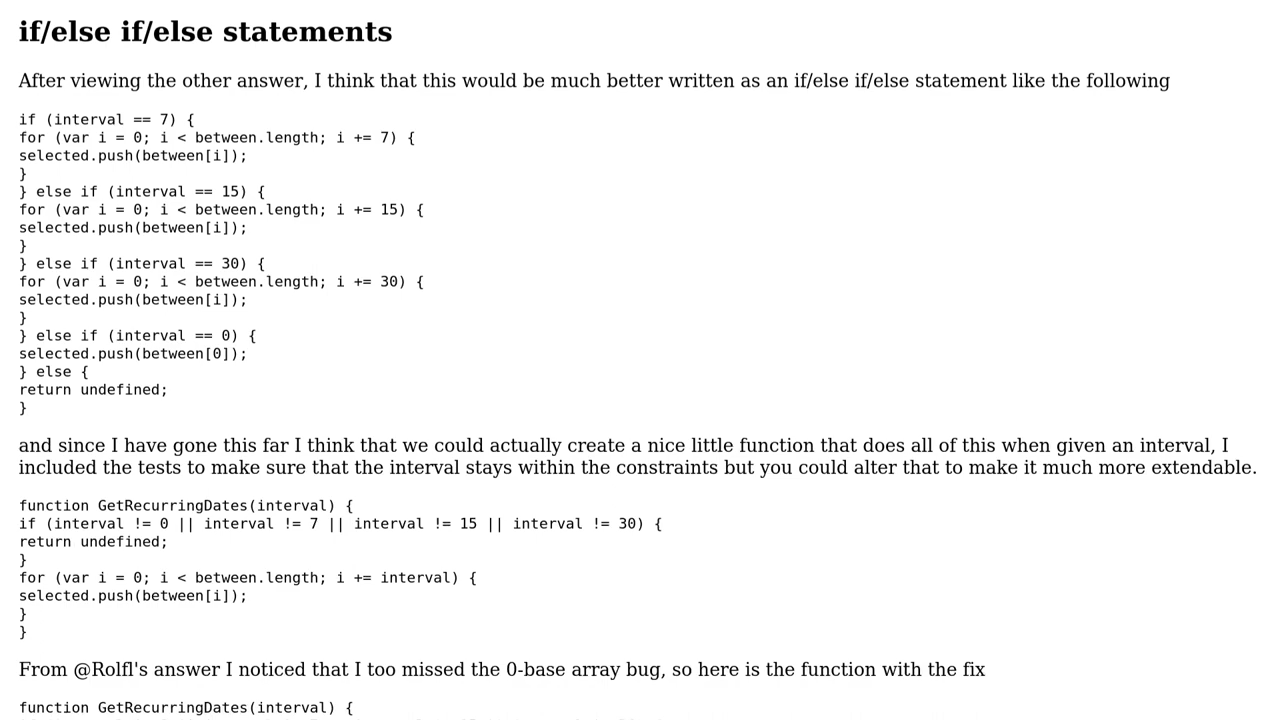 if/else if/else statements
After viewing the other answer, I think that this would be much better written as an if/else if/else statement like the following
if (interval == 7) {
for (var i = 0; i < between.length; i += 7) {
selected.push(between[i]);
}
} else if (interval == 15) {
for (var i = 0; i < between.length; i += 15) {
selected.push(between[i]);
}
} else if (interval == 30) {
for (var i = 0; i < between.length; i += 30) {
selected.push(between[i]);
}
} else if (interval == 0) {
selected.push(between[0]);
} else {
return undefined;
}
and since I have gone this far I think that we could actually create a nice little function that does all of this when given an interval, I
included the tests to make sure that the interval stays within the constraints but you could alter that to make it much more extendable.
function GetRecurringDates(interval) {
if (interval != 0 || interval != 7 || interval != 15 || interval != 30) {
return undefined;
}
for (var i = 0; i < between.length; i += interval) {
selected.push(between[i]);
}
}
From @Rolfl's answer I noticed that I too missed the 0-base array bug, so here is the function with the fix
function GetRecurringDates(interval) {